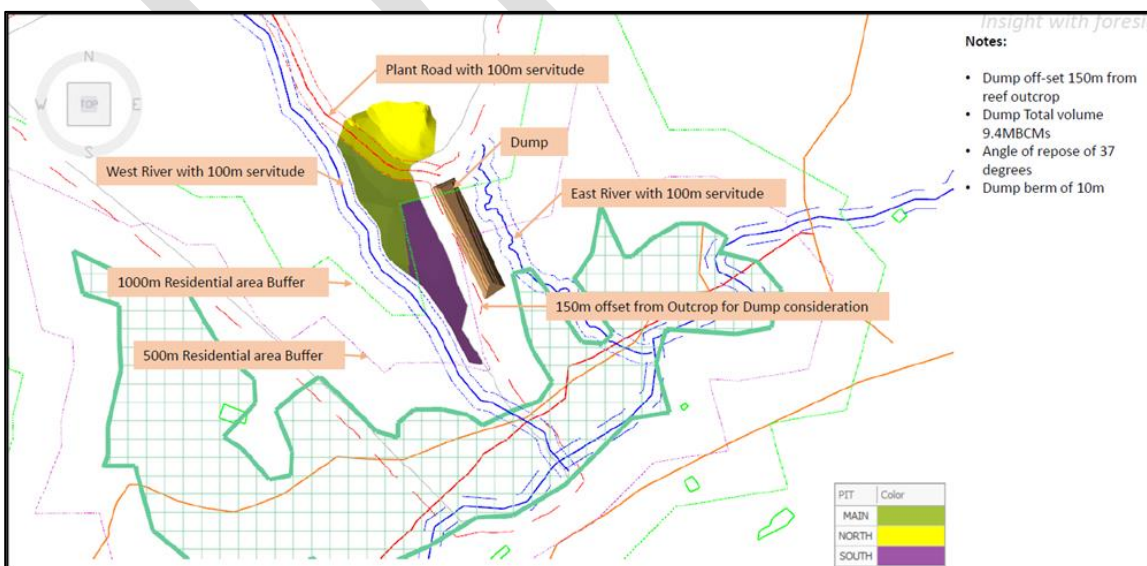 Insight with foresi
Notes:
• Dump off-set 150m from
reef outcrop
• Dump Total volume
9.4MBCMs
• Angle of repose of 37
degrees
• Dump berm of 10m
N
W
TOP
E
S
Plant Road with 100m servitude
Dump
West River with 100m servitude
East River with 100m servitude
1000m Residential area Buffer
150m offset from Outcrop for Dump consideration
500m Residential area Buffer
PIT Color
MAIN
NORTH
SOUTH